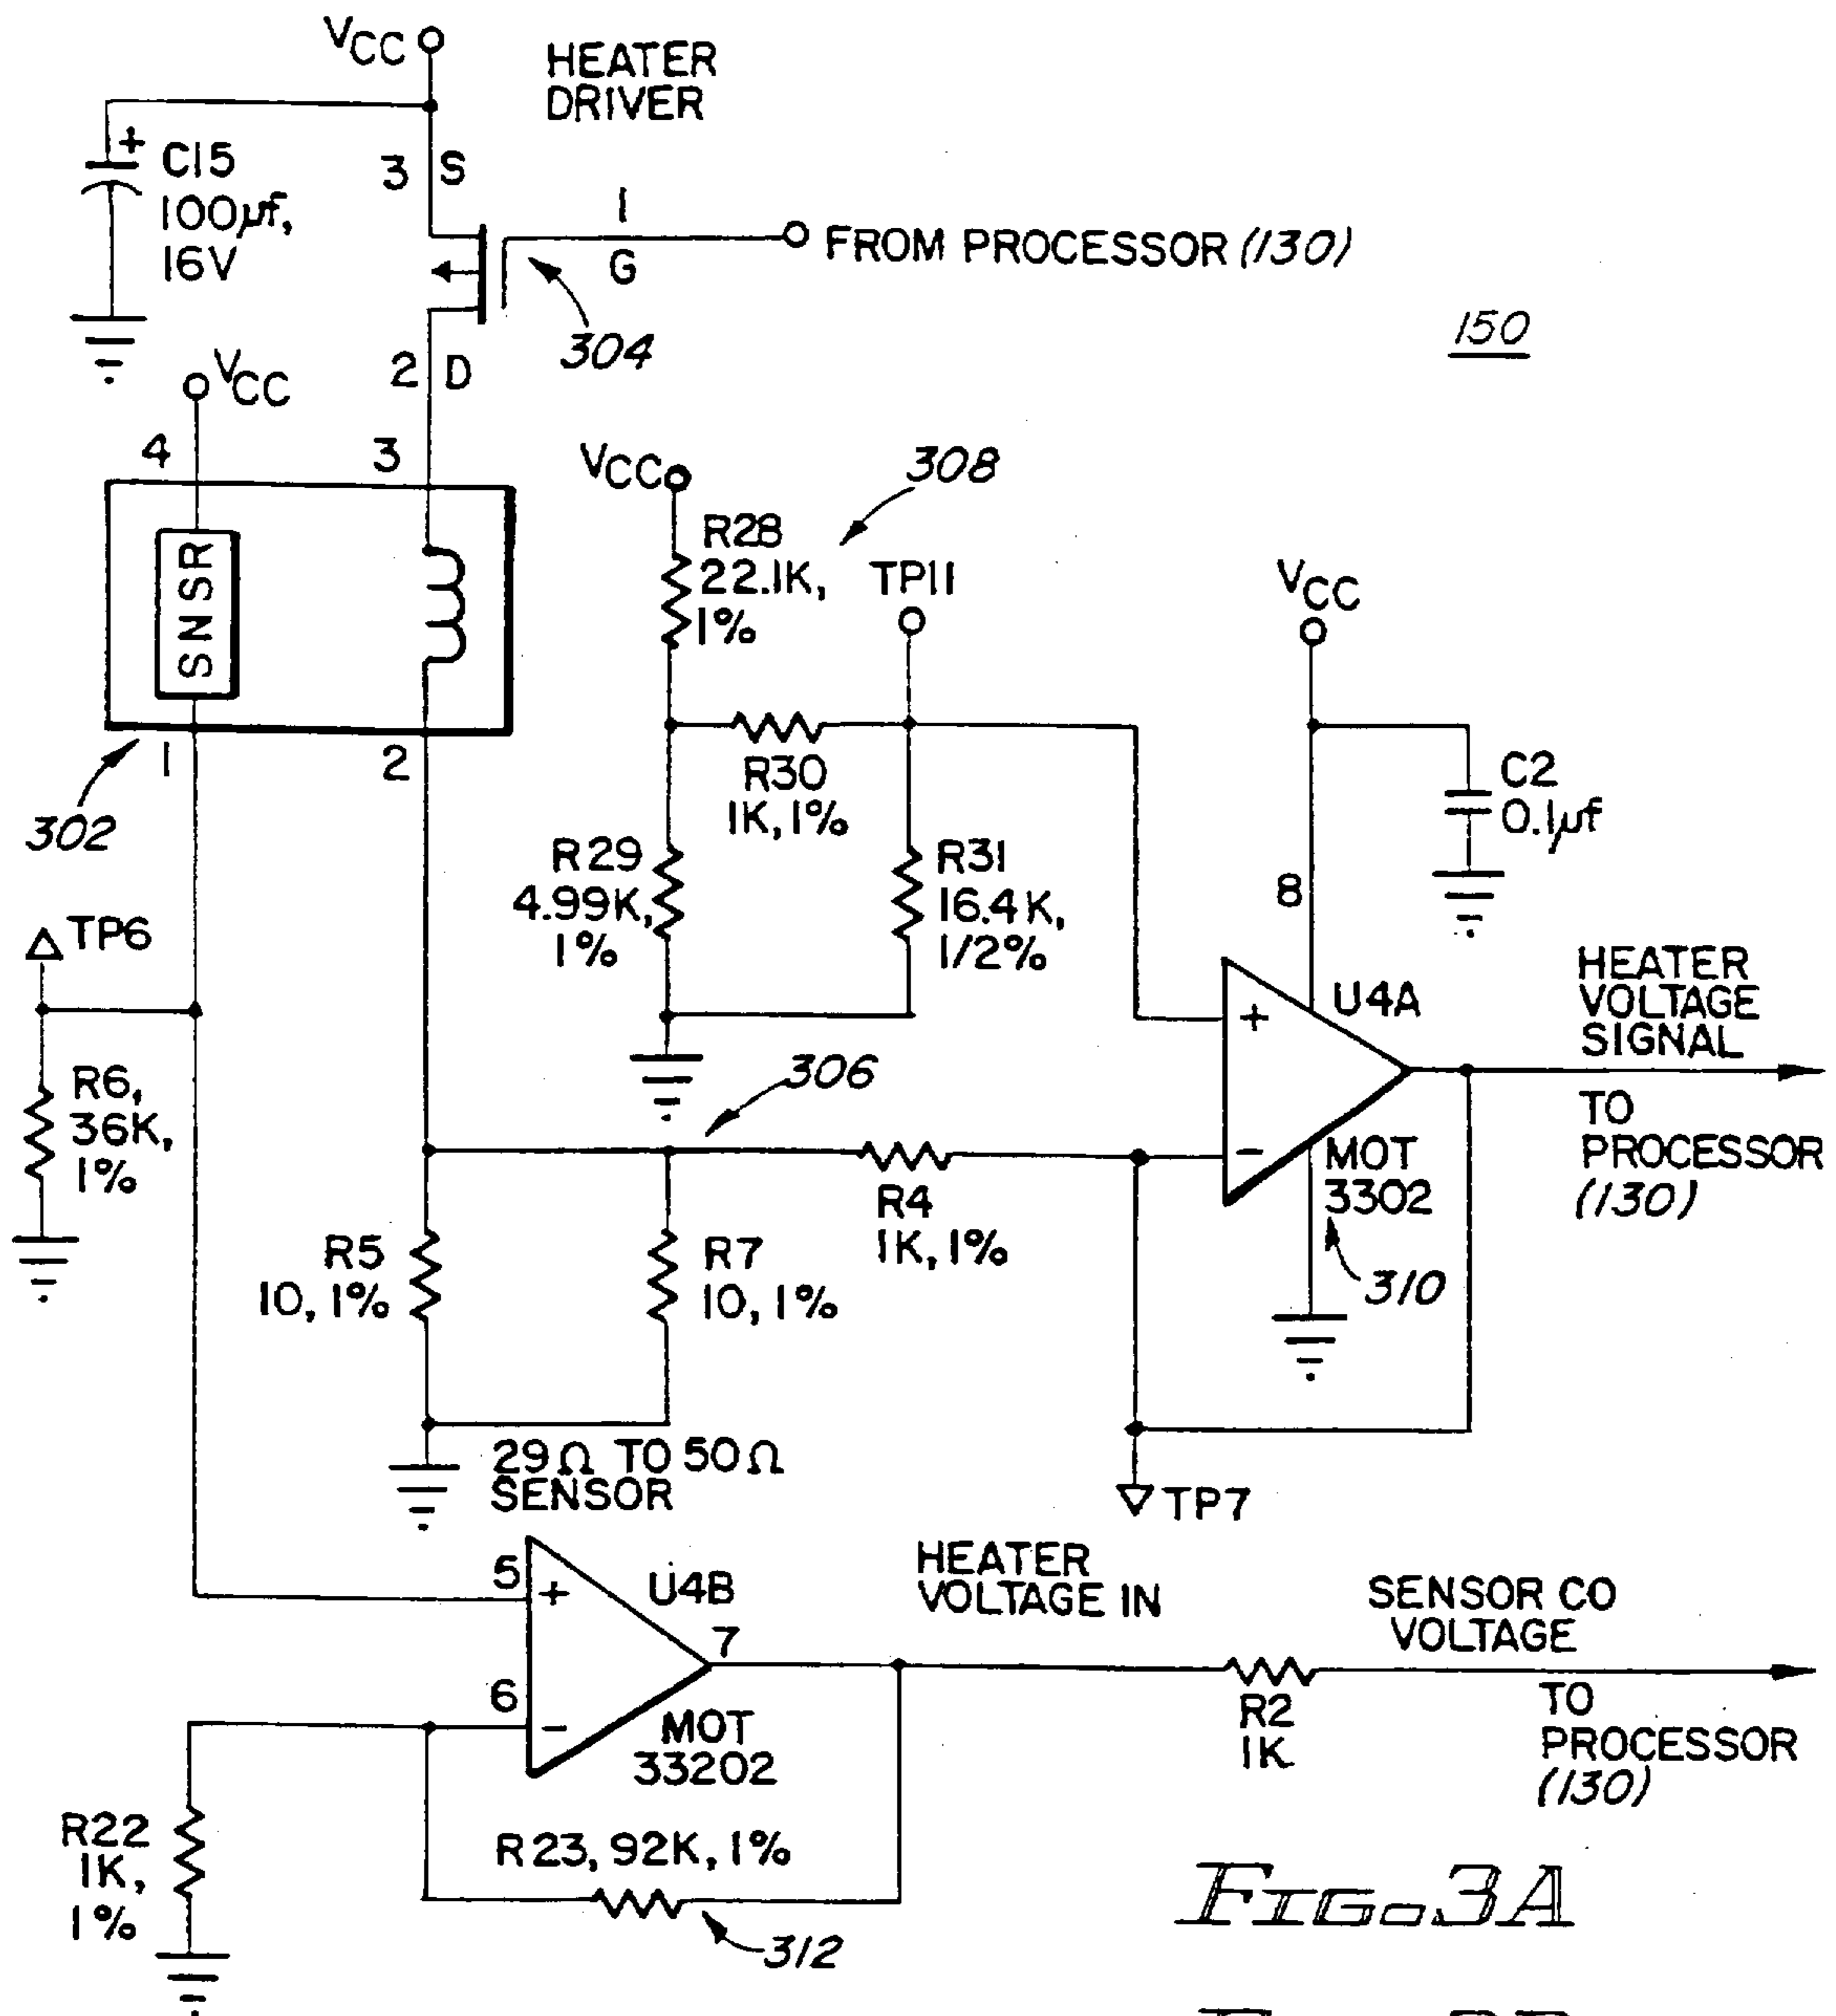 VCC
HEATER
DRIVER
+
C15
100µf,
16V
3 S
1
G
FROM PROCESSOR (130)
304
150
2 D
VCC
4
3
SNSR
1
2
302
VCC
308
R28
22.1K,
1%
TP11
R30
1K, 1%
R29
4.99K,
1%
R31
16.4K,
1/2%
VCC
C2
0.1µf
8
U4A
+
−
MOT
3302
310
HEATER
VOLTAGE
SIGNAL
TO
PROCESSOR
(130)
TP6
R6,
36K,
1%
306
R4
1K, 1%
R5
10, 1%
R7
10, 1%
29Ω TO 50Ω
SENSOR
TP7
5
+
U4B
7
6
−
MOT
33202
HEATER
VOLTAGE IN
SENSOR CO
VOLTAGE
R2
1K
TO
PROCESSOR
(130)
R22
1K,
1%
R23, 92K, 1%
312
FIG. 3A